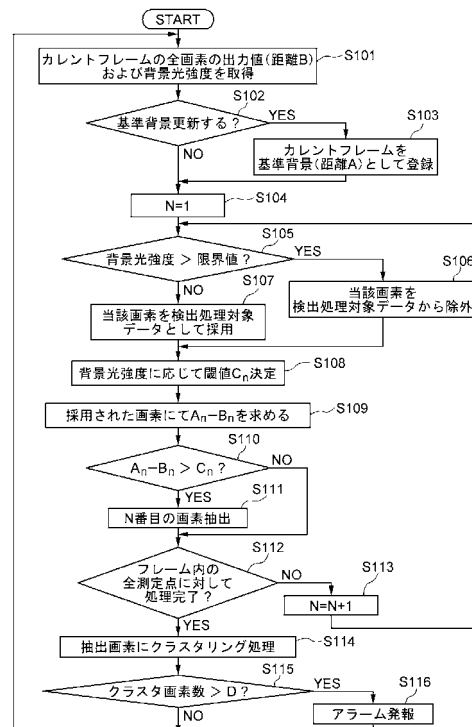 START
カレントフレームの全画素の出力値(距離B)
および背景光強度を取得
S101
S102
基準背景更新する?
YES
NO
S103
カレントフレームを
基準背景(距離A)として登録
S104
N=1
S105
背景光強度 > 限界値?
YES
NO
S106
当該画素を
検出処理対象データから除外
S107
当該画素を検出処理対象
データとして採用
S108
背景光強度に応じて閾値Cn決定
S109
採用された画素にてAn−Bnを求める
S110
An−Bn > Cn?
NO
YES
S111
N番目の画素抽出
S112
フレーム内の
全測定点に対して
処理完了?
NO
YES
S113
N=N+1
S114
抽出画素にクラスタリング処理
S115
クラスタ画素数 > D?
YES
NO
S116
アラーム発報